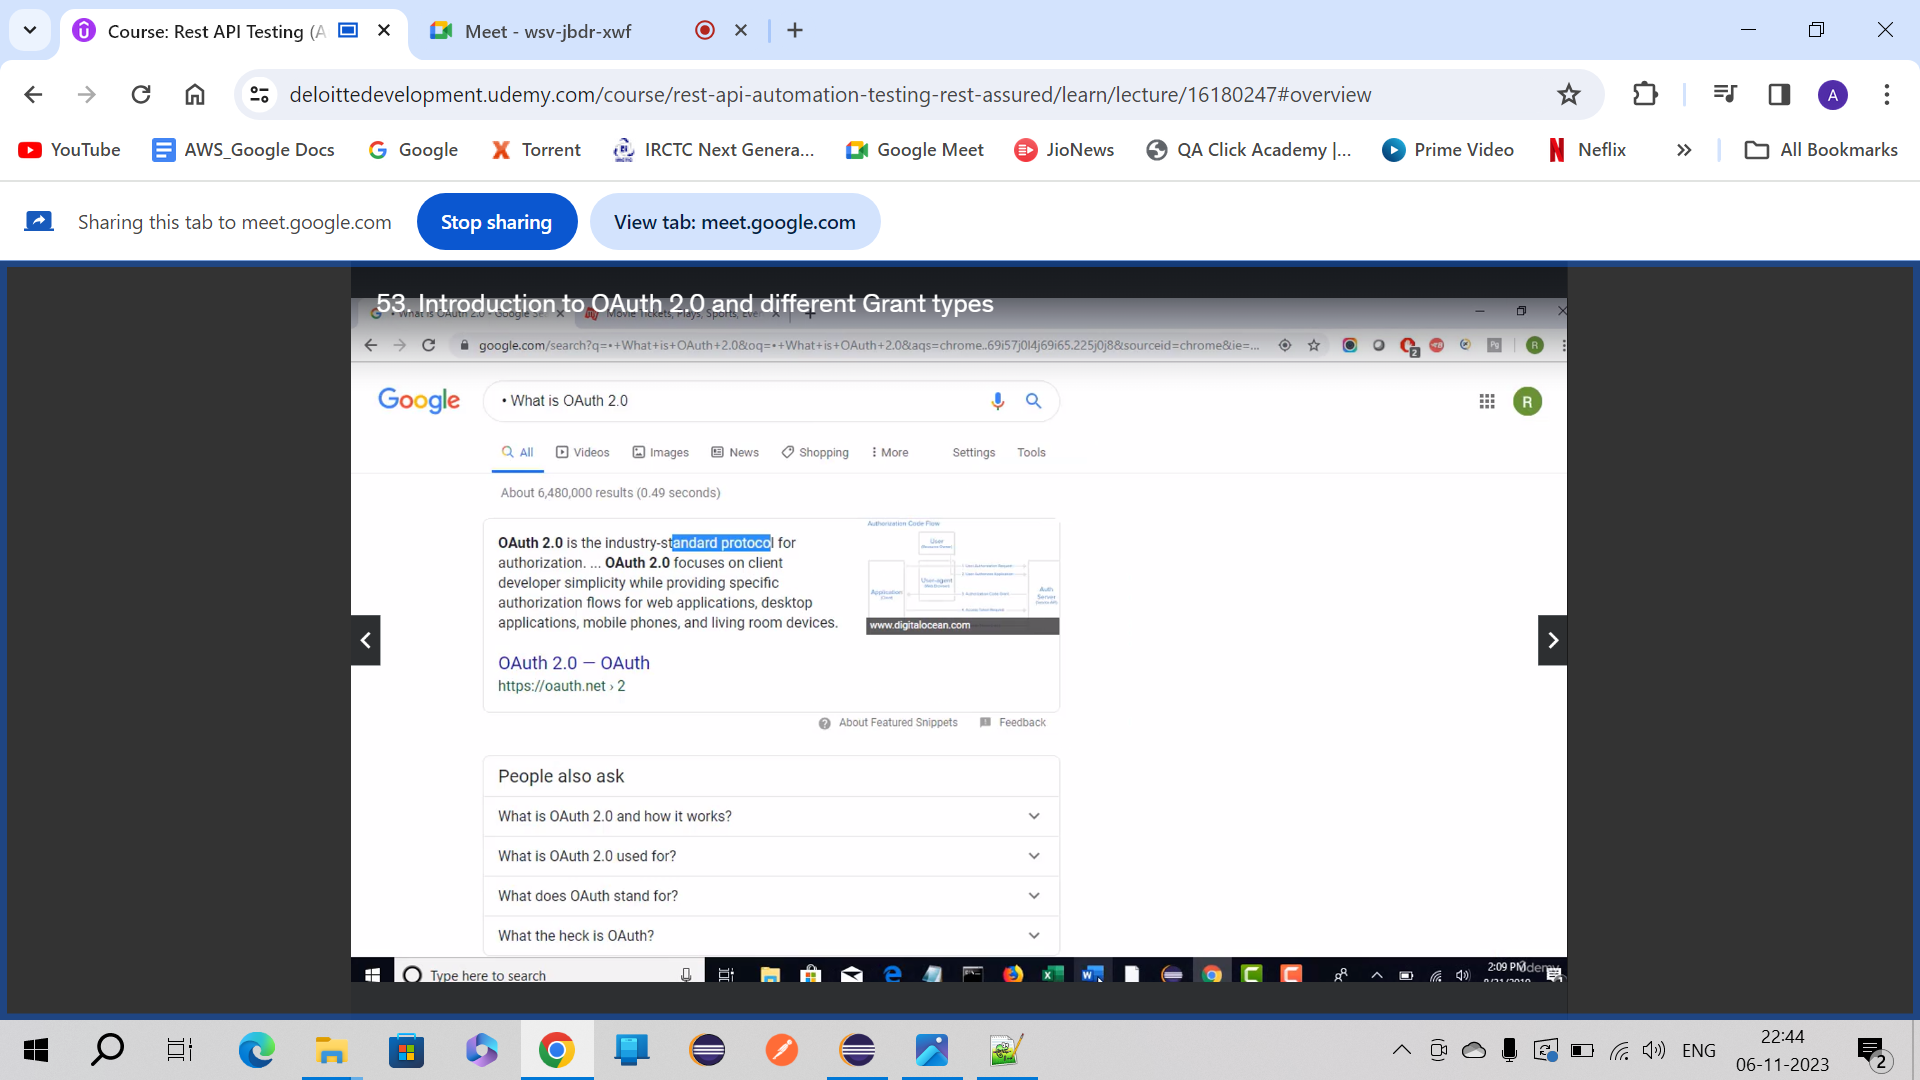 Course: Rest API Testing (A
Meet - wsv-jbdr-xwf
deloittedevelopment.udemy.com/course/rest-api-automation-testing-rest-assured/learn/lecture/16180247#overview
A
YouTube
AWS_Google Docs
Google
Torrent
IRCTC Next Genera...
Google Meet
JioNews
QA Click Academy |...
Prime Video
Neflix
All Bookmarks
Sharing this tab to meet.google.com
Stop sharing
View tab: meet.google.com
53. Introduction to OAuth 2.0 and different Grant types
google.com/search?q=•+What+is+OAuth+2.0&oq=•+What+is+OAuth+2.0&aqs=chrome..69i57j0l4j69i65.225j0j8&sourceid=chrome&ie=...
R
Google
• What is OAuth 2.0
R
All
Videos
Images
News
Shopping
More
Settings
Tools
About 6,480,000 results (0.49 seconds)
OAuth 2.0 is the industry-standard protocol for
authorization. ... OAuth 2.0 focuses on client
developer simplicity while providing specific
authorization flows for web applications, desktop
applications, mobile phones, and living room devices.
Authorization Code Flow
User
User-agent
Application
Auth
Server
www.digitalocean.com
OAuth 2.0 — OAuth
https://oauth.net › 2
About Featured Snippets
Feedback
People also ask
What is OAuth 2.0 and how it works?
What is OAuth 2.0 used for?
What does OAuth stand for?
What the heck is OAuth?
Type here to search
2:09 PM
ENG
22:44
06-11-2023
2